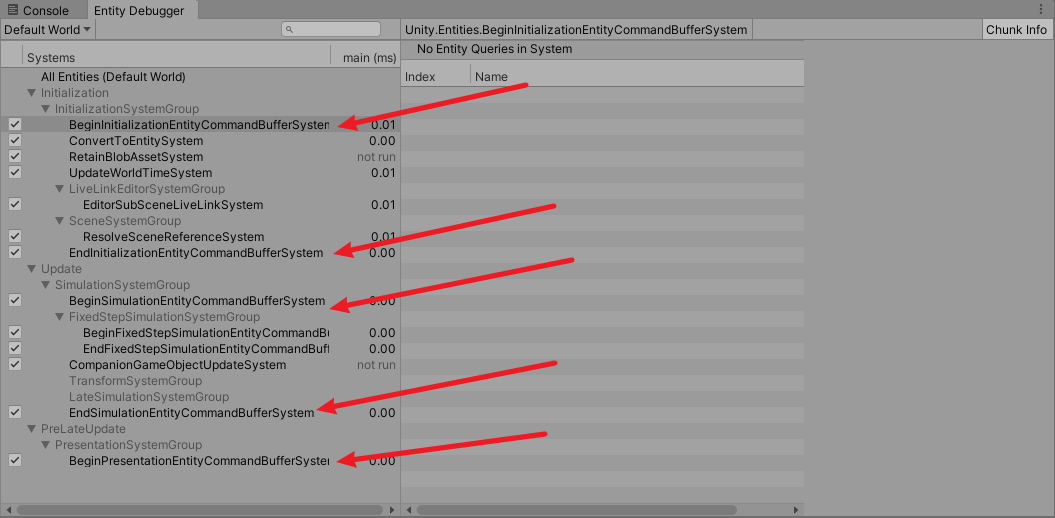 Console Entity Debugger
Default World Unity.Entities.BeginInitializationEntityCommandBufferSystem Chunk Info
Systems main (ms) No Entity Queries in System
Index Name
All Entities (Default World)
Initialization
InitializationSystemGroup
BeginInitializationEntityCommandBufferSystem 0.01
ConvertToEntitySystem 0.00
RetainBlobAssetSystem not run
UpdateWorldTimeSystem 0.01
LiveLinkEditorSystemGroup
EditorSubSceneLiveLinkSystem 0.01
SceneSystemGroup
ResolveSceneReferenceSystem 0.01
EndInitializationEntityCommandBufferSystem 0.00
Update
SimulationSystemGroup
BeginSimulationEntityCommandBufferSystem 0.00
FixedStepSimulationSystemGroup
BeginFixedStepSimulationEntityCommandBu 0.00
EndFixedStepSimulationEntityCommandBuf 0.00
CompanionGameObjectUpdateSystem not run
TransformSystemGroup
LateSimulationSystemGroup
EndSimulationEntityCommandBufferSystem 0.00
PreLateUpdate
PresentationSystemGroup
BeginPresentationEntityCommandBufferSystem 0.00